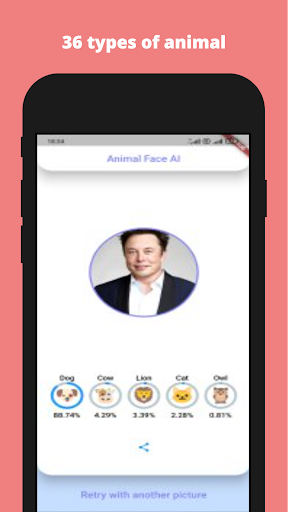 36 types of animal
18:34
Animal Face AI
Dog Cow Lion Cat Owl
88.74% 4.29% 3.39% 2.28% 0.81%
Retry with another picture